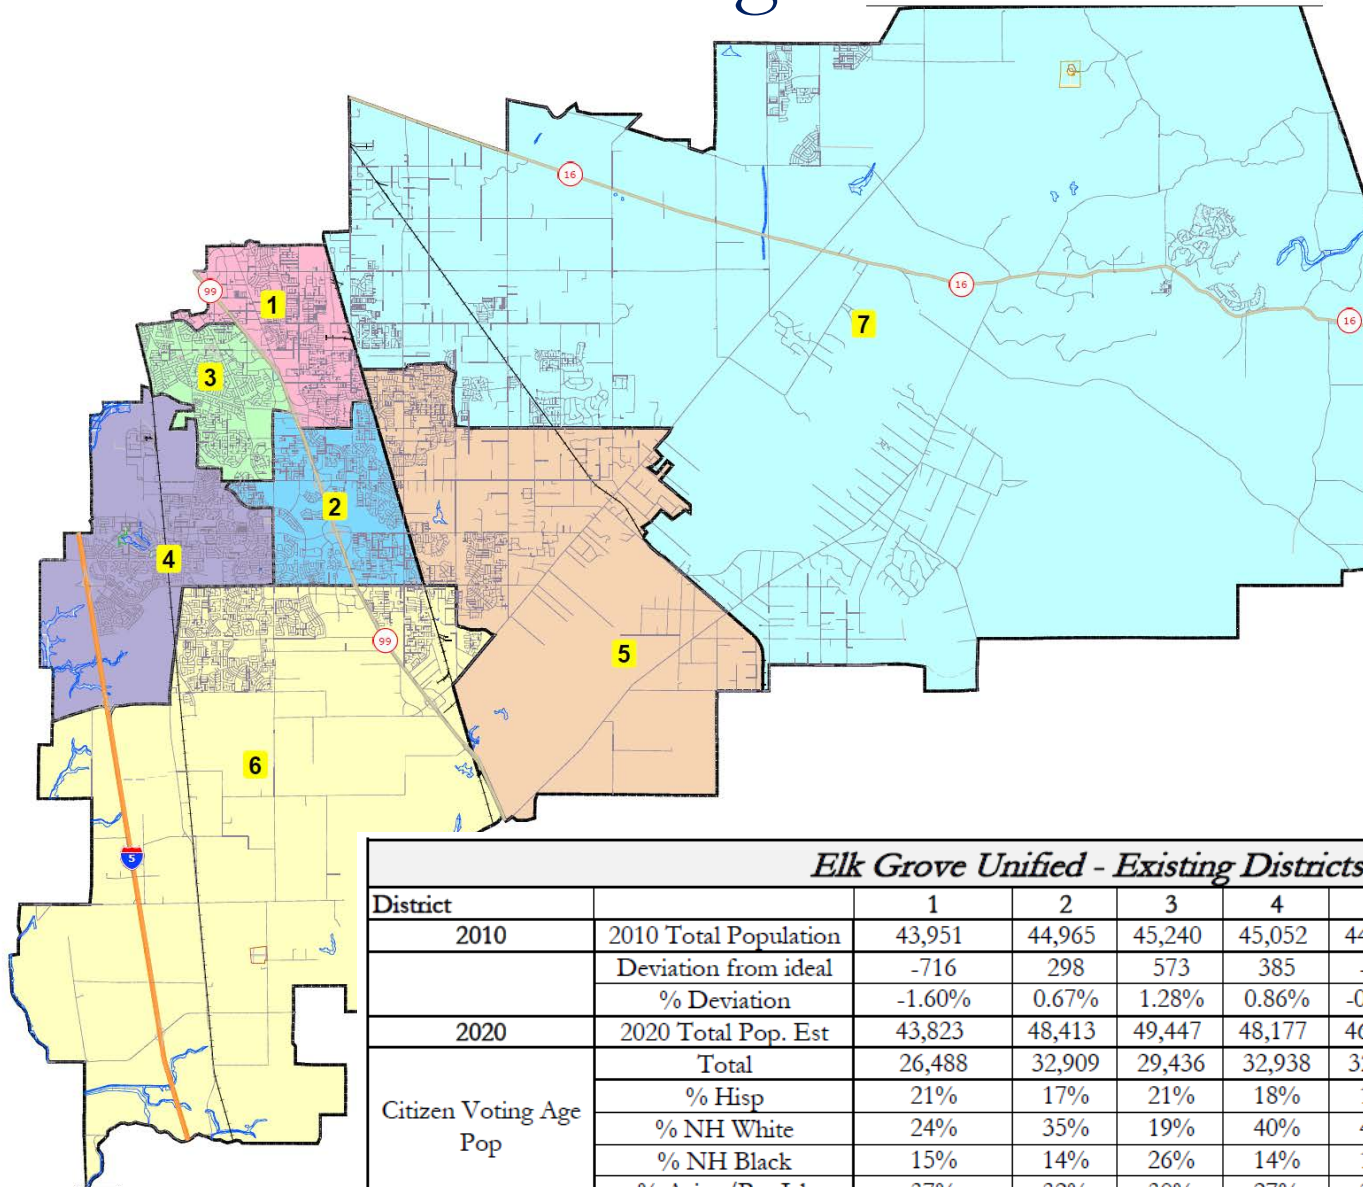 16
99
1
16
7
16
3
2
4
99
5
6
5
Elk Grove Unified - Existing Districts
District 1 2 3 4
2010 2010 Total Population 43,951 44,965 45,240 45,052
Deviation from ideal -716 298 573 385
% Deviation -1.60% 0.67% 1.28% 0.86%
2020 2020 Total Pop. Est 43,823 48,413 49,447 48,177
Citizen Voting Age Pop
Total 26,488 32,909 29,436 32,938
% Hisp 21% 17% 21% 18%
% NH White 24% 35% 19% 40%
% NH Black 15% 14% 26% 14%